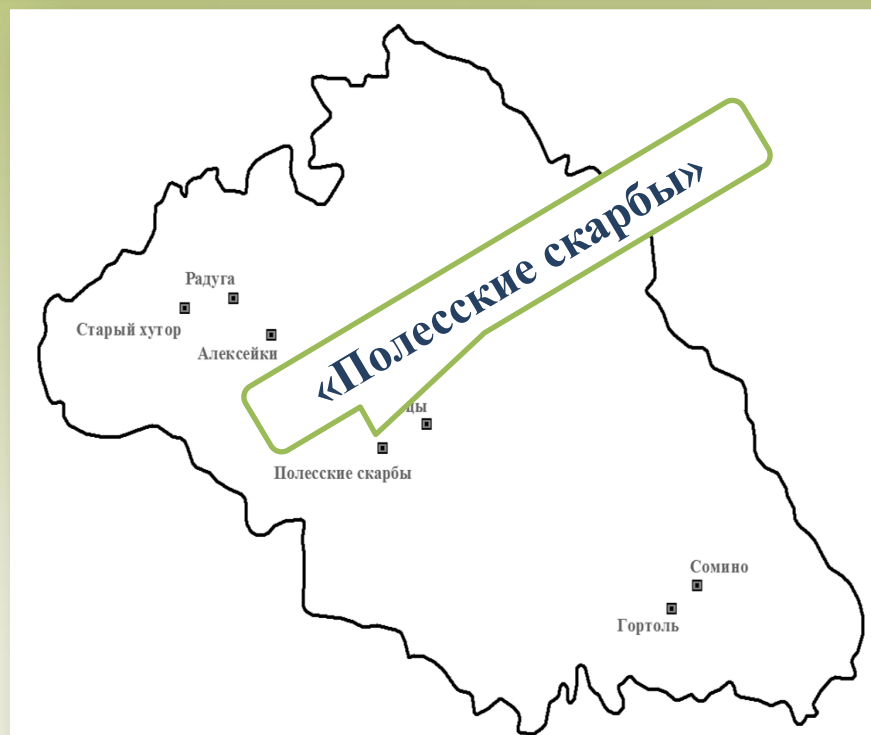 «Полесские скарбы»
Радуга
Старый хутор
Алексейки
Полесские скарбы
Сомино
Гортоль